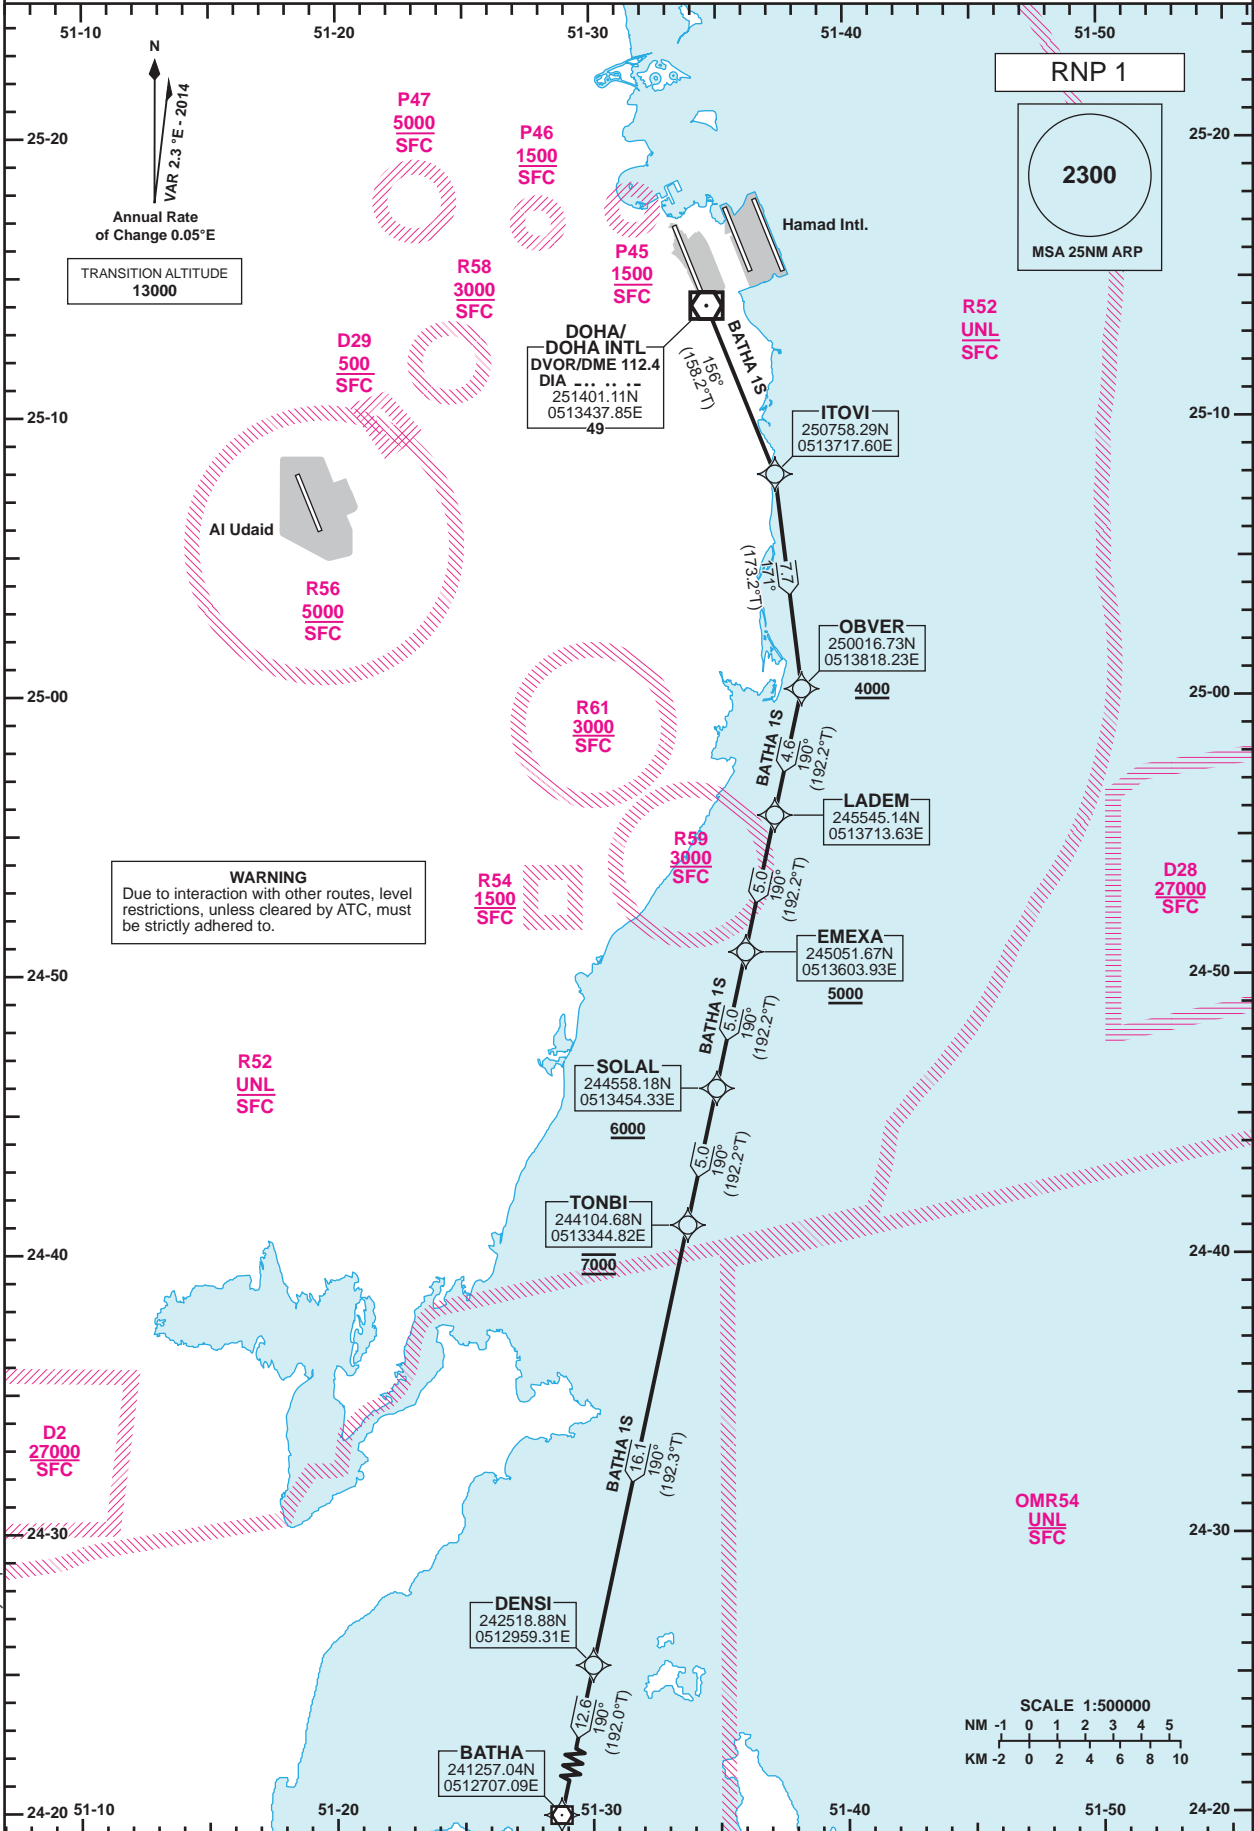 51-10
51-20
51-30
51-40
51-50
N
VAR 2.3 °E - 2014
Annual Rate
of Change 0.05°E
TRANSITION ALTITUDE
13000
RNP 1
2300
MSA 25NM ARP
25-20
25-20
P47
5000
SFC
P46
1500
SFC
P45
1500
SFC
Hamad Intl.
R58
3000
SFC
D29
500
SFC
R52
UNL
SFC
DOHA/
DOHA INTL
DVOR/DME 112.4
DIA -.. .. .-
251401.11N
0513437.85E
49
BATHA 1S
156°
(158.2°T)
25-10
25-10
ITOVI
250758.29N
0513717.60E
Al Udaid
R56
5000
SFC
7.7
171°
(173.2°T)
OBVER
250016.73N
0513818.23E
4000
25-00
25-00
R61
3000
SFC
BATHA 1S
4.6
190°
(192.2°T)
LADEM
245545.14N
0513713.63E
R59
3000
SFC
WARNING
Due to interaction with other routes, level
restrictions, unless cleared by ATC, must
be strictly adhered to.
R54
1500
SFC
5.0
190°
(192.2°T)
D28
27000
SFC
EMEXA
245051.67N
0513603.93E
5000
24-50
24-50
BATHA 1S
5.0
190°
(192.2°T)
R52
UNL
SFC
SOLAL
244558.18N
0513454.33E
6000
5.0
190°
(192.2°T)
TONBI
244104.68N
0513344.82E
7000
24-40
24-40
D2
27000
SFC
BATHA 1S
16.1
190°
(192.3°T)
OMR54
UNL
SFC
24-30
24-30
DENSI
242518.88N
0512959.31E
12.6
190°
(192.0°T)
BATHA
241257.04N
0512707.09E
SCALE 1:500000
NM -1 0 1 2 3 4 5
KM -2 0 2 4 6 8 10
24-20
51-10
51-20
51-30
51-40
51-50
24-20